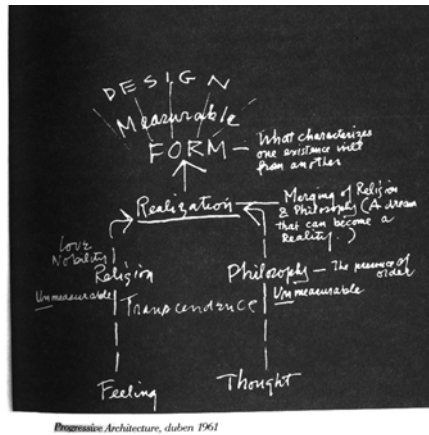 DESIGN
Measurable
FORM — What characterizes
one existence will
from another
Realization — Merging of Religion
& Philosophy (A dream
that can become a
Reality.)
Love
Nobility
Religion
Philosophy — The presence of
order
Unmeasurable
Unmeasurable
Transcendence
Feeling
Thought
Progressive Architecture, duben 1961